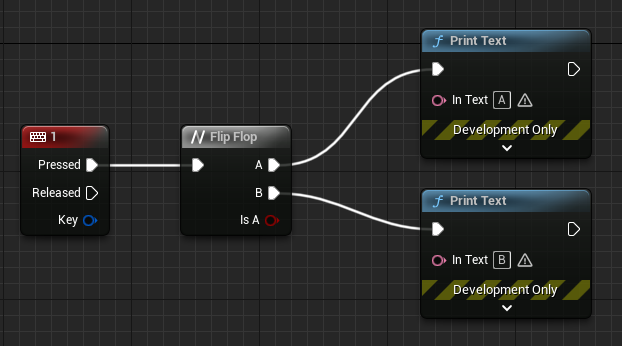 1
Pressed
Released
Key
Flip Flop
A
B
Is A
Print Text
In Text A
Development Only
Print Text
In Text B
Development Only